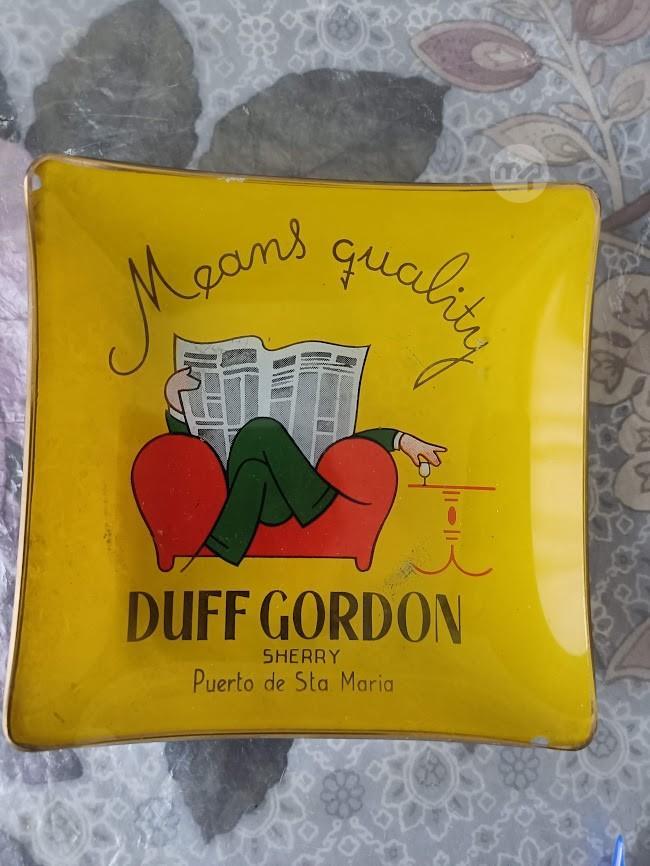 Means quality
DUFF GORDON
SHERRY
Puerto de Sta Maria